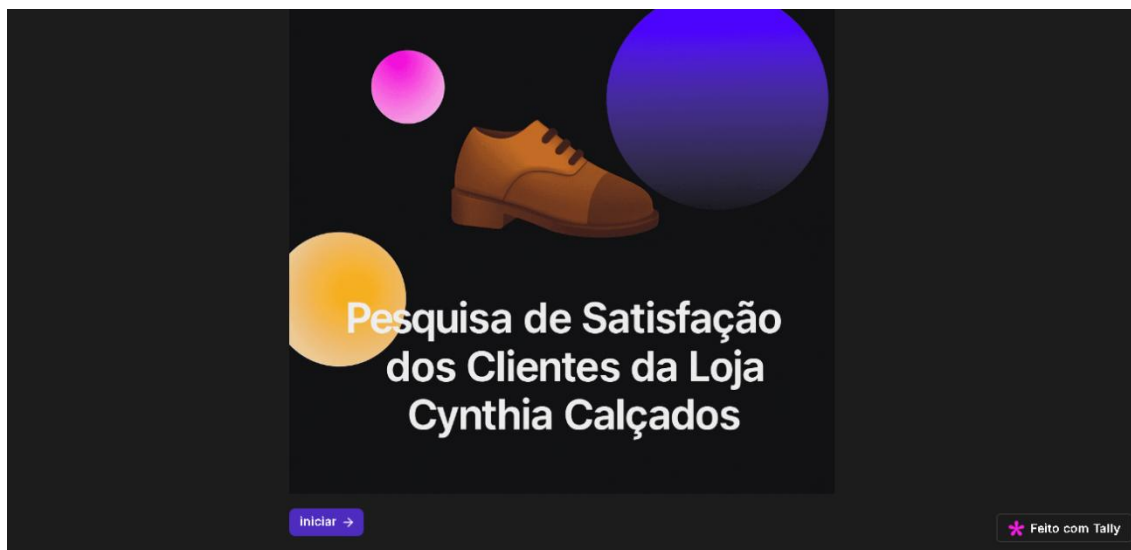 Pesquisa de Satisfação
dos Clientes da Loja
Cynthia Calçados
iniciar →
Feito com Tally